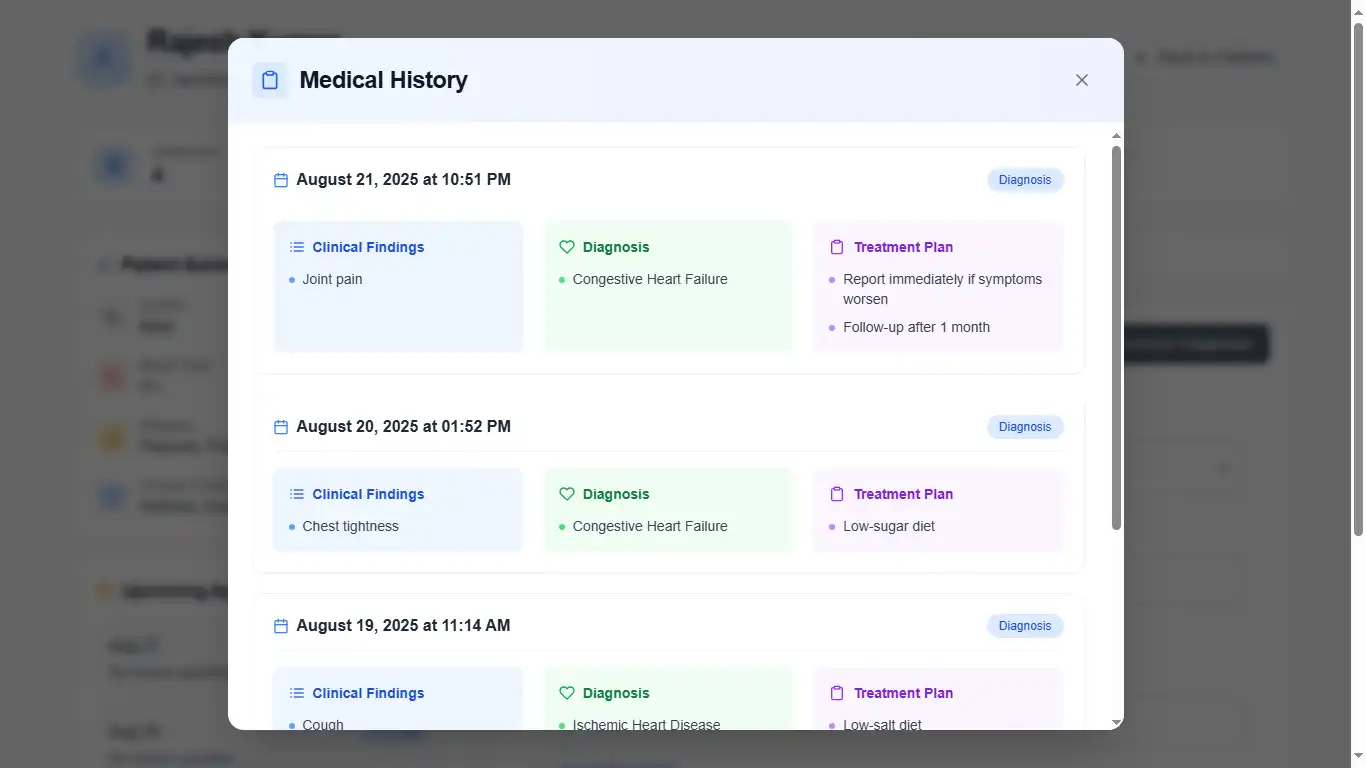 Medical History
August 21, 2025 at 10:51 PM
Diagnosis
Clinical Findings
Joint pain
Diagnosis
Congestive Heart Failure
Treatment Plan
Report immediately if symptoms
worsen
Follow-up after 1 month
August 20, 2025 at 01:52 PM
Diagnosis
Clinical Findings
Chest tightness
Diagnosis
Congestive Heart Failure
Treatment Plan
Low-sugar diet
August 19, 2025 at 11:14 AM
Diagnosis
Clinical Findings
Cough
Diagnosis
Ischemic Heart Disease
Treatment Plan
Low-salt diet